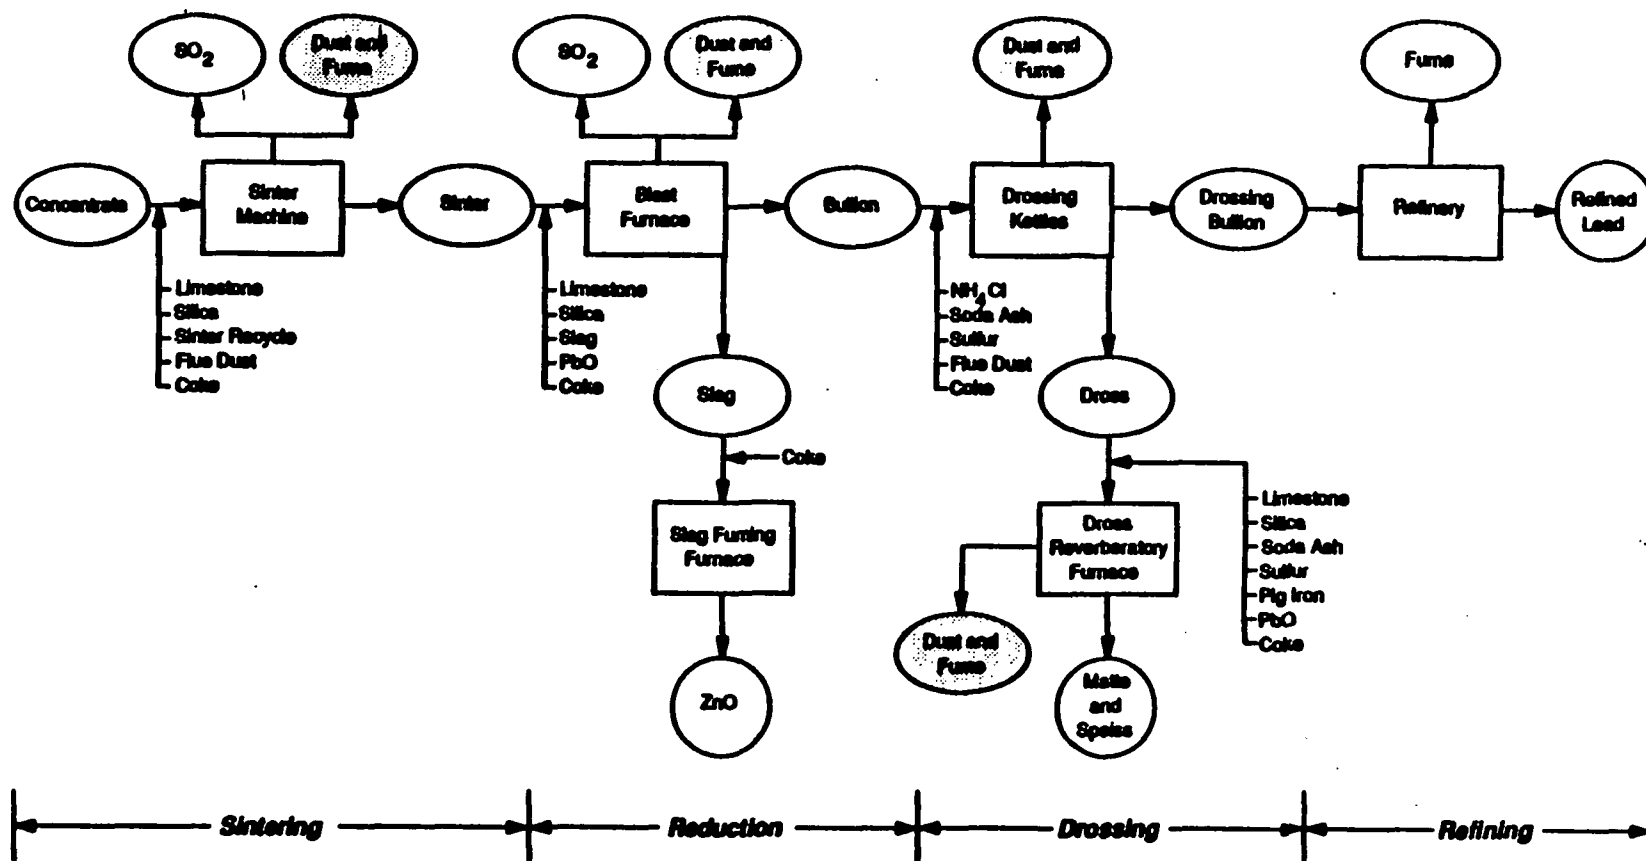 SO2
Dust and
Fume
SO2
Dust and
Fume
Dust and
Fume
Fume
Concentrate
Sinter
Machine
Sinter
Blast
Furnace
Bullion
Drossing
Kettles
Drossing
Bullion
Refinery
Refined
Lead
Limestone
Silica
Sinter Recycle
Flue Dust
Coke
Limestone
Silica
Slag
PbO
Coke
NH4Cl
Soda Ash
Sulfur
Flue Dust
Coke
Slag
Dross
Coke
Slag Fuming
Furnace
Dross
Reverberatory
Furnace
Limestone
Silica
Soda Ash
Sulfur
Pig Iron
PbO
Coke
Dust and
Fume
ZnO
Matte
and
Speiss
Sintering
Reduction
Drossing
Refining